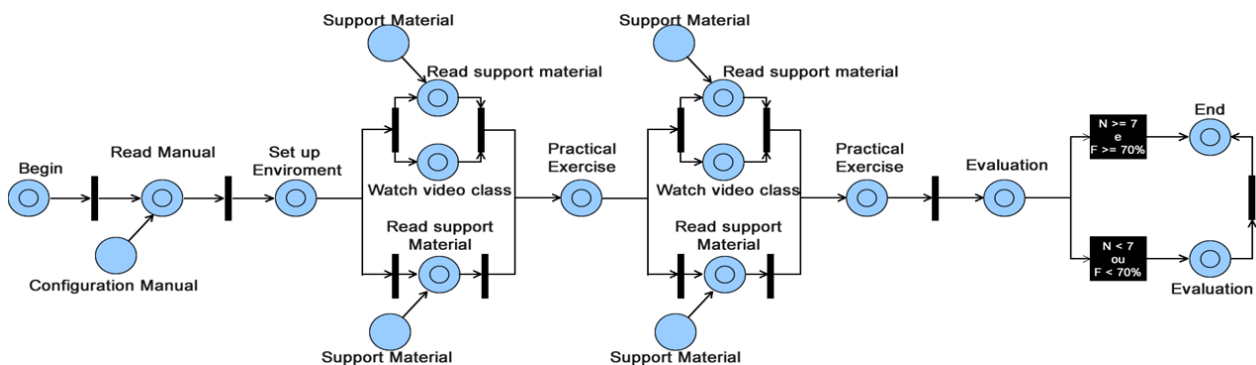 Begin
Read Manual
Configuration Manual
Set up
Enviroment
Support Material
Read support material
Watch video class
Read support
Material
Support Material
Practical
Exercise
Support Material
Read support material
Watch video class
Read support
Material
Support Material
Practical
Exercise
Evaluation
N >= 7
e
F >= 70%
End
N < 7
ou
F < 70%
Evaluation